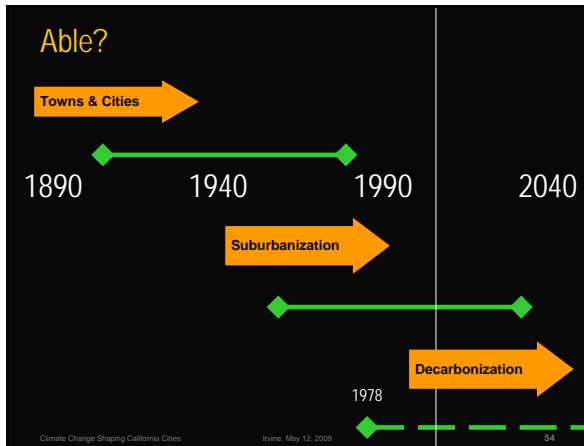 Able?
Towns & Cities
1890 1940 1990 2040
Suburbanization
Decarbonization
1978
Climate Change Shaping California Cities Irvine, May 12, 2009 54